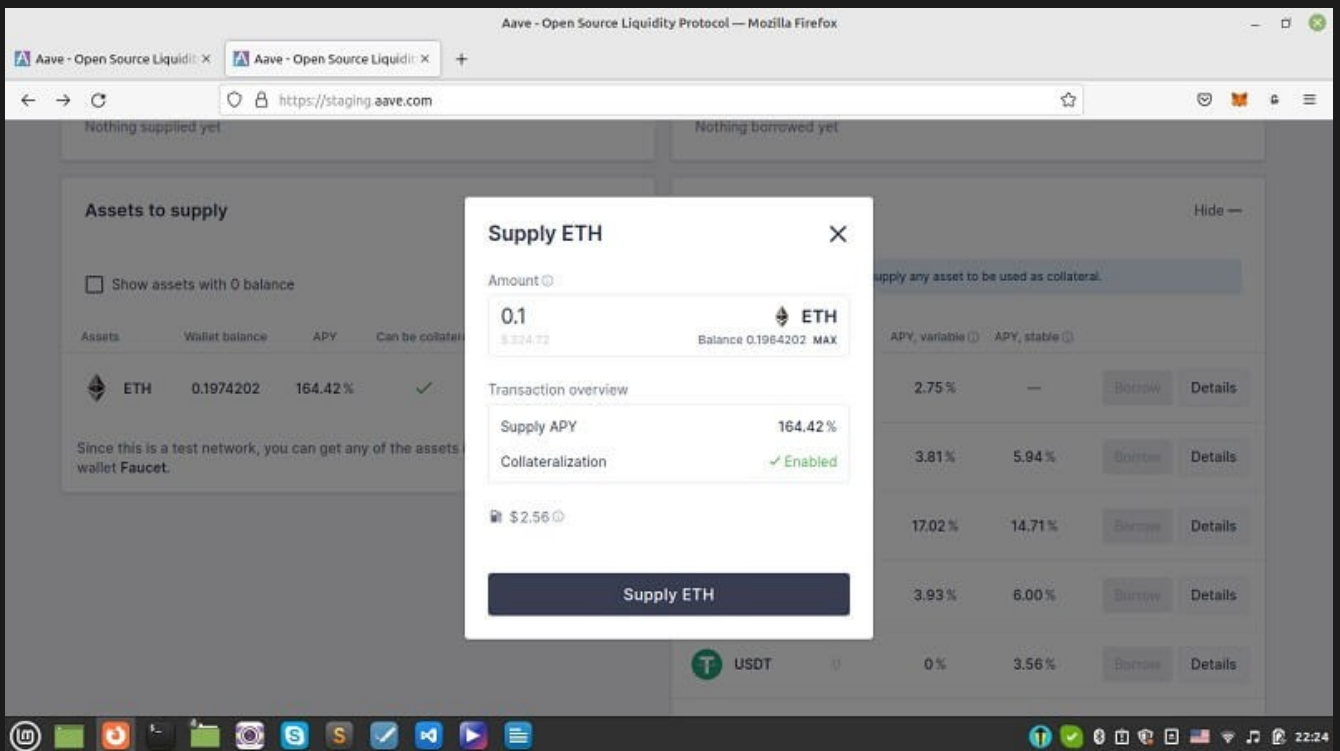 Aave - Open Source Liquidity Protocol — Mozilla Firefox
Aave - Open Source Liquidit
Aave - Open Source Liquidit
https://staging.aave.com
Nothing supplied yet
Nothing borrowed yet
Assets to supply
Hide —
Show assets with 0 balance
supply any asset to be used as collateral.
Assets Wallet balance APY Can be collater
APY, variable APY, stable
ETH 0.1974202 164.42 %
2.75 % — Borrow Details
Since this is a test network, you can get any of the assets
wallet Faucet.
3.81 % 5.94 % Borrow Details
17.02 % 14.71 % Borrow Details
3.93 % 6.00 % Borrow Details
USDT 0 0 % 3.56 % Borrow Details
Supply ETH
Amount
0.1 ETH
$ 324.72 Balance 0.1964202 MAX
Transaction overview
Supply APY 164.42 %
Collateralization Enabled
$ 2.56
Supply ETH
22:24